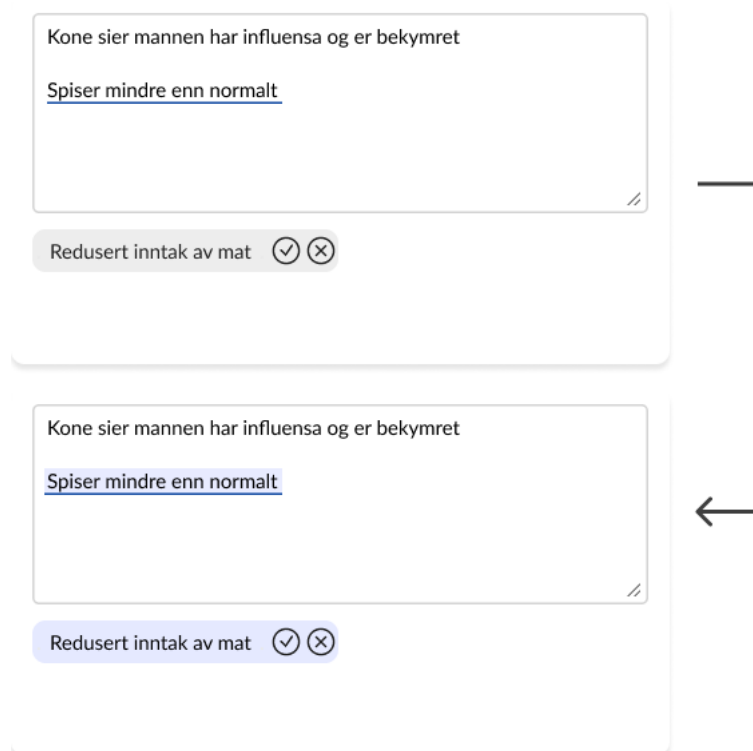 Kone sier mannen har influensa og er bekymret
Spiser mindre enn normalt
Redusert inntak av mat
Kone sier mannen har influensa og er bekymret
Spiser mindre enn normalt
Redusert inntak av mat